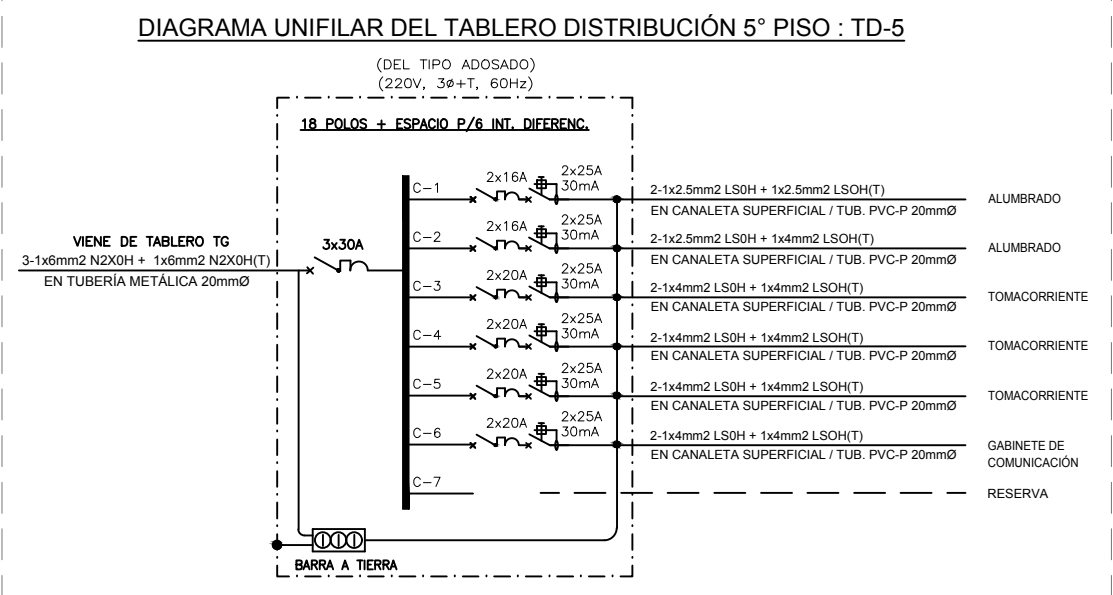 DIAGRAMA UNIFILAR DEL TABLERO DISTRIBUCIÓN 5° PISO : TD-5
(DEL TIPO ADOSADO)
(220V, 3ø+T, 60Hz)
18 POLOS + ESPACIO P/6 INT. DIFERENC.
VIENE DE TABLERO TG
3-1x6mm2 N2X0H + 1x6mm2 N2X0H(T)
EN TUBERÍA METÁLICA 20mmØ
3x30A
C-1
2x16A
2x25A
30mA
2-1x2.5mm2 LS0H + 1x2.5mm2 LSOH(T)
EN CANALETA SUPERFICIAL / TUB. PVC-P 20mmØ
ALUMBRADO
C-2
2x16A
2x25A
30mA
2-1x2.5mm2 LS0H + 1x4mm2 LSOH(T)
EN CANALETA SUPERFICIAL / TUB. PVC-P 20mmØ
ALUMBRADO
C-3
2x20A
2x25A
30mA
2-1x4mm2 LS0H + 1x4mm2 LSOH(T)
EN CANALETA SUPERFICIAL / TUB. PVC-P 20mmØ
TOMACORRIENTE
C-4
2x20A
2x25A
30mA
2-1x4mm2 LS0H + 1x4mm2 LSOH(T)
EN CANALETA SUPERFICIAL / TUB. PVC-P 20mmØ
TOMACORRIENTE
C-5
2x20A
2x25A
30mA
2-1x4mm2 LS0H + 1x4mm2 LSOH(T)
EN CANALETA SUPERFICIAL / TUB. PVC-P 20mmØ
TOMACORRIENTE
C-6
2x20A
2x25A
30mA
2-1x4mm2 LS0H + 1x4mm2 LSOH(T)
EN CANALETA SUPERFICIAL / TUB. PVC-P 20mmØ
GABINETE DE
COMUNICACIÓN
C-7
RESERVA
BARRA A TIERRA